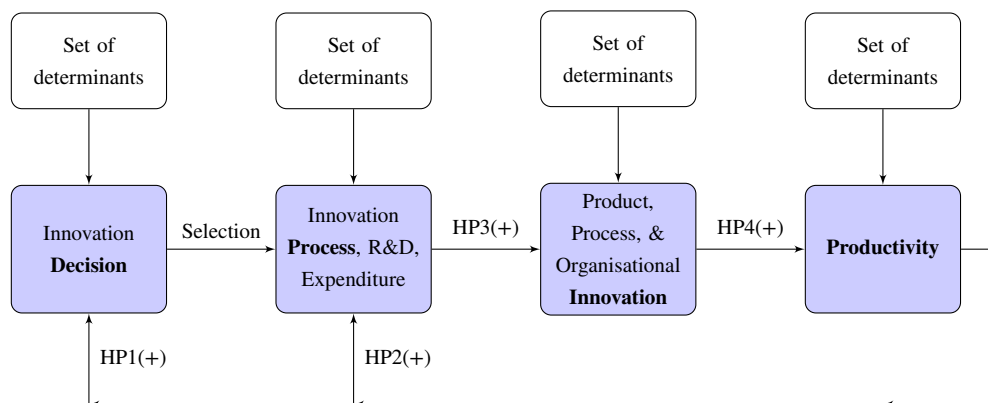 Set of
determinants
Set of
determinants
Set of
determinants
Set of
determinants
Innovation
Decision
Selection
Innovation
Process, R&D,
Expenditure
HP3(+)
Product,
Process, &
Organisational
Innovation
HP4(+)
Productivity
HP1(+)
HP2(+)